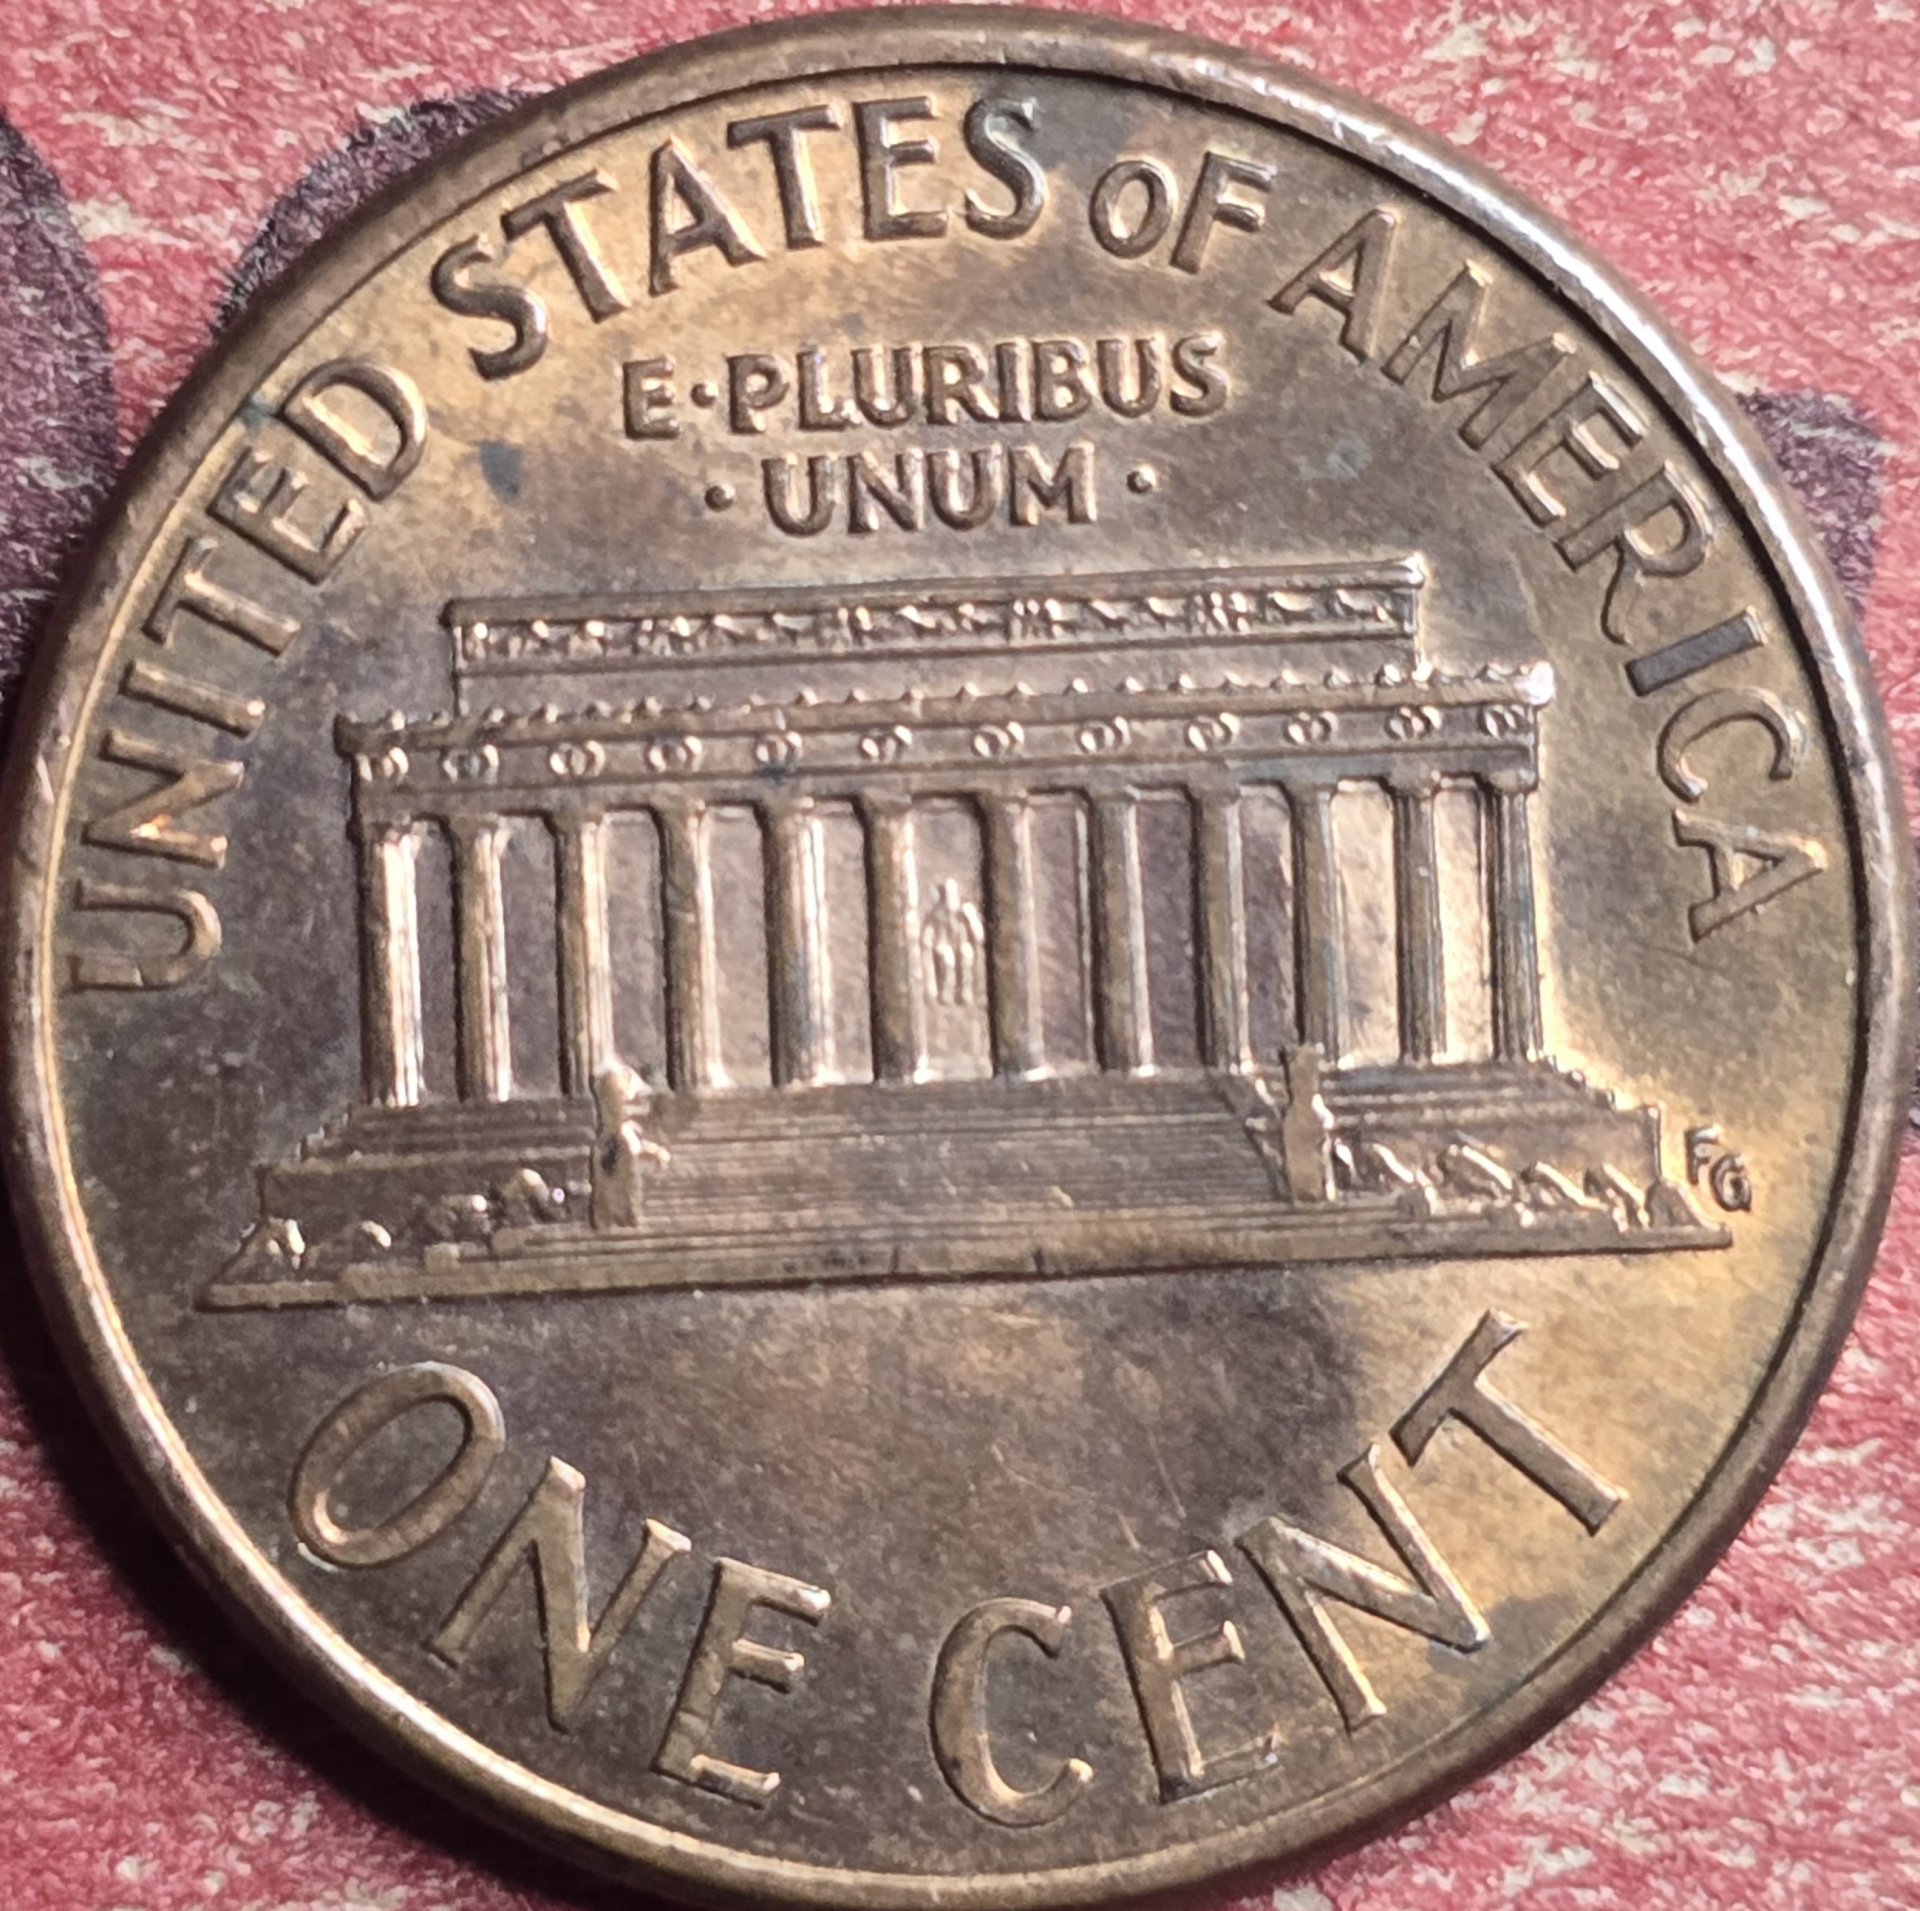 UNITED STATES OF AMERICA
E·PLURIBUS
·UNUM·
FG
ONE CENT